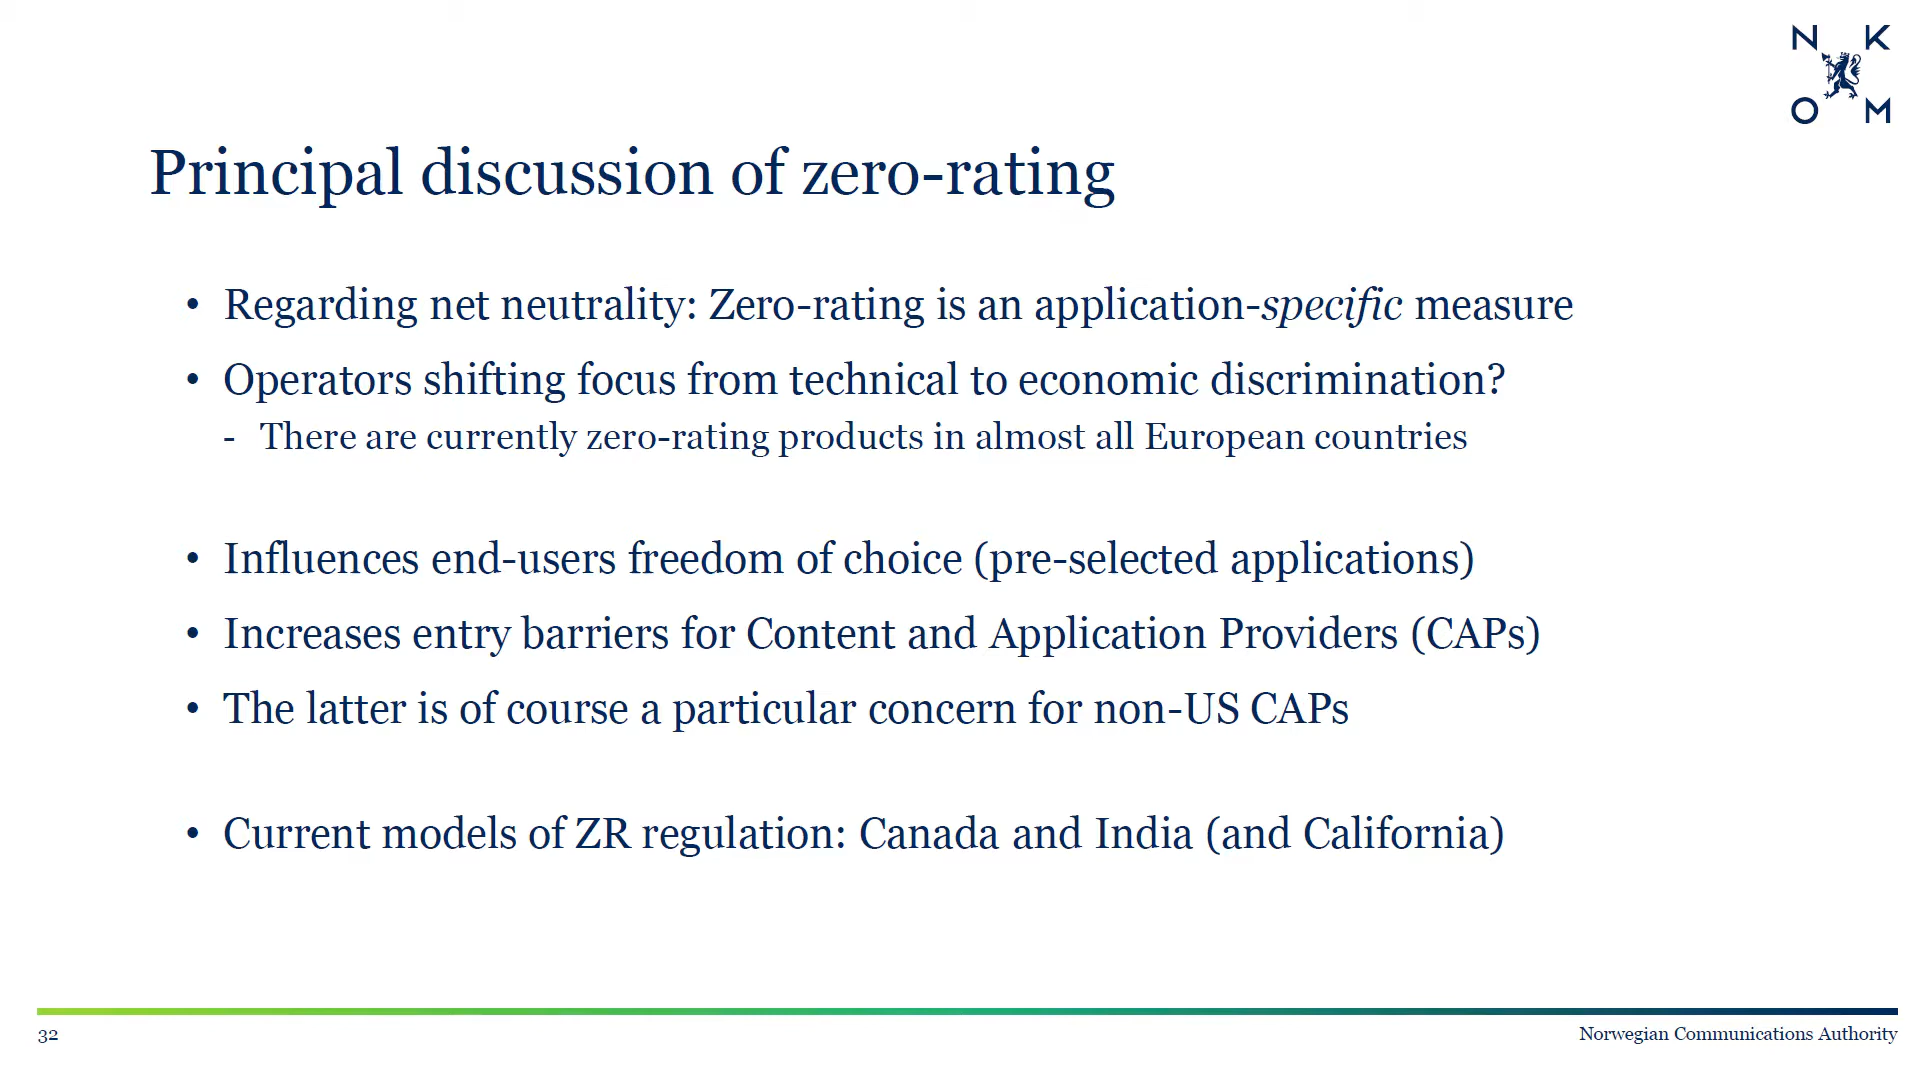 N K
O M
Principal discussion of zero-rating
• Regarding net neutrality: Zero-rating is an application-specific measure
• Operators shifting focus from technical to economic discrimination?
- There are currently zero-rating products in almost all European countries
• Influences end-users freedom of choice (pre-selected applications)
• Increases entry barriers for Content and Application Providers (CAPs)
• The latter is of course a particular concern for non-US CAPs
• Current models of ZR regulation: Canada and India (and California)
32
Norwegian Communications Authority